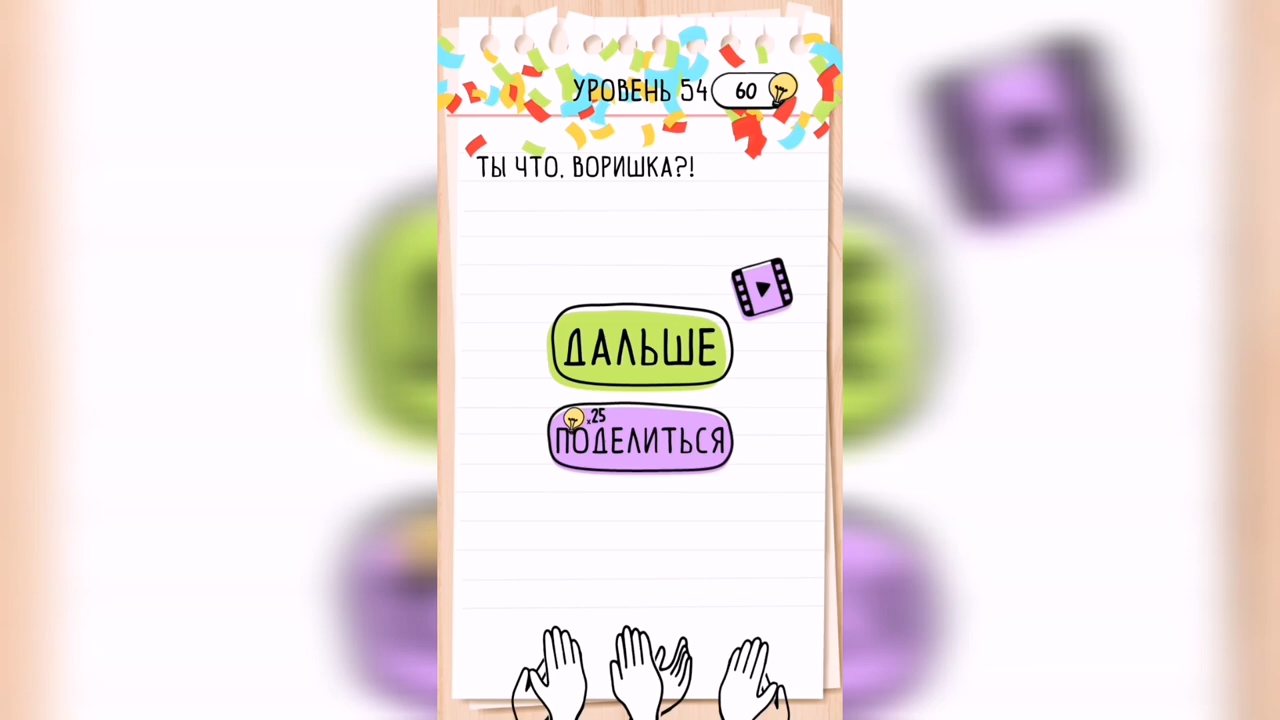 УРОВЕНЬ 54
60
ТЫ ЧТО, ВОРИШКА?!
ДАЛЬШЕ
x25
ПОДЕЛИТЬСЯ